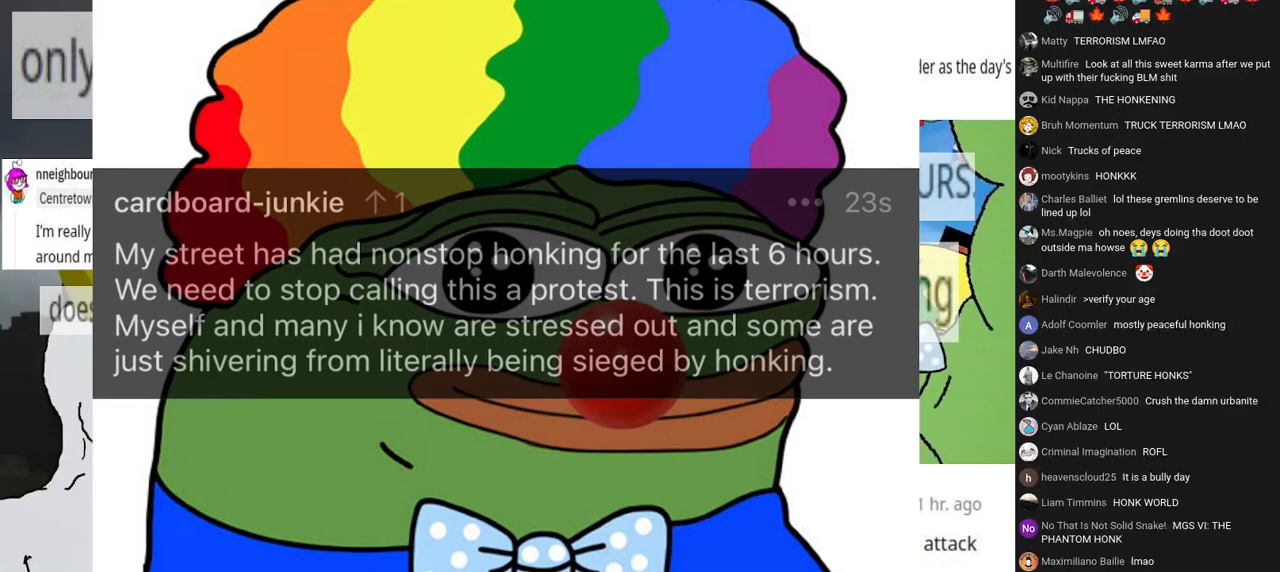 only
nneighbour
Centretow
I'm really
around m
does
cardboard-junkie ↑ 1 ••• 23s
My street has had nonstop honking for the last 6 hours.
We need to stop calling this a protest. This is terrorism.
Myself and many i know are stressed out and some are
just shivering from literally being sieged by honking.
der as the day's
URS.
ng
1 hr. ago
attack
Matty TERRORISM LMFAO
Multifire Look at all this sweet karma after we put
up with their fucking BLM shit
Kid Nappa THE HONKENING
Bruh Momentum TRUCK TERRORISM LMAO
Nick Trucks of peace
mootykins HONKKK
Charles Balliet lol these gremlins deserve to be
lined up lol
Ms.Magpie oh noes, deys doing tha doot doot
outside ma howse 😭 😭
Darth Malevolence 🤡
Halindir >verify your age
A Adolf Coomler mostly peaceful honking
Jake Nh CHUDBO
Le Chanoine "TORTURE HONKS"
CommieCatcher5000 Crush the damn urbanite
Cyan Ablaze LOL
Criminal Imagination ROFL
h heavenscloud25 It is a bully day
Liam Timmins HONK WORLD
No No That Is Not Solid Snake! MGS VI: THE
PHANTOM HONK
Maximiliano Bailie lmao